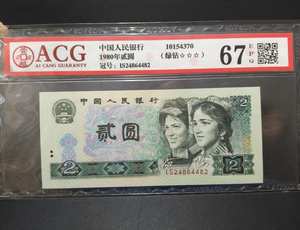 ACG
AI CANG GUARANTY
中国人民银行
1980年贰圆
冠号: IS24864482
10154370
(绿钻☆☆☆)
67 EPQ
中国人民银行
贰圆
2
2
IS24864482